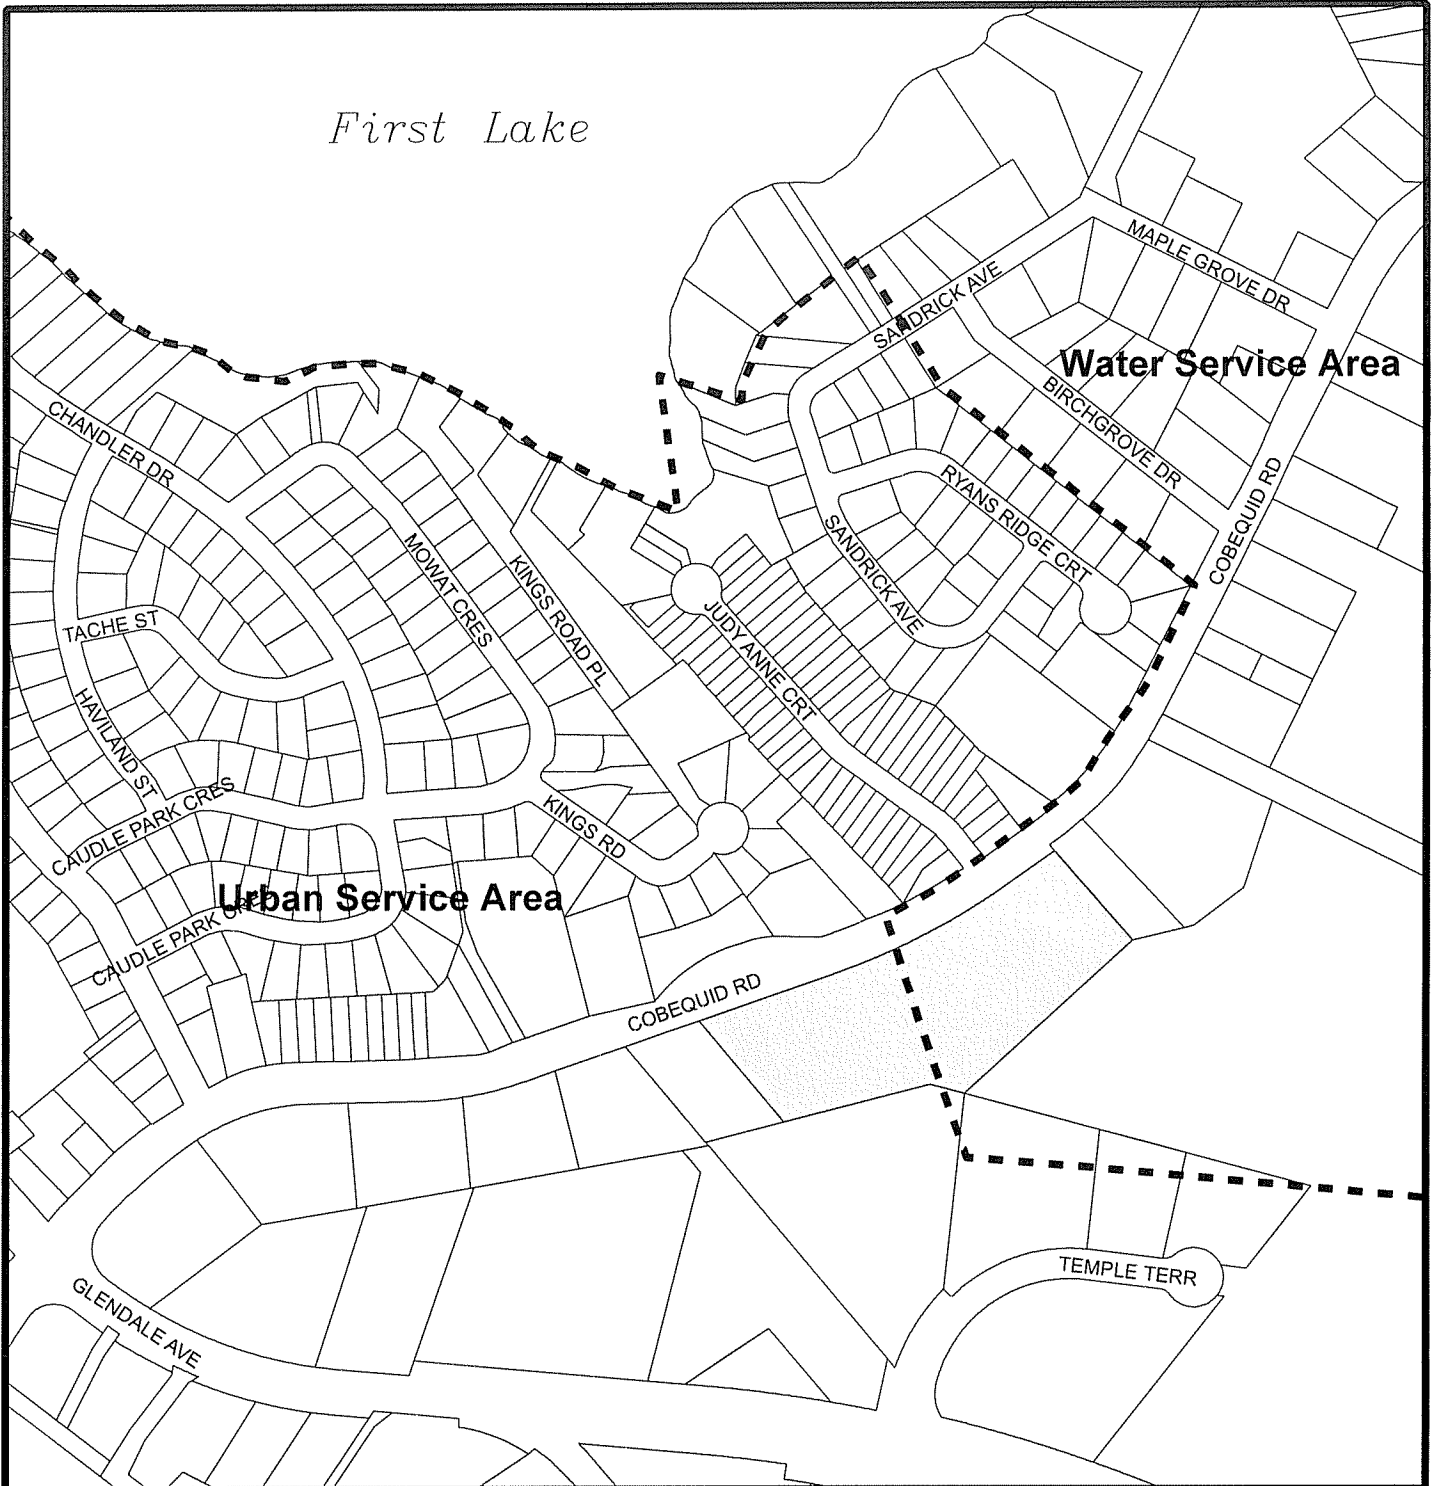 First Lake
MAPLE GROVE DR
SANDRICK AVE
Water Service Area
BIRCHGROVE DR
CHANDLER DR
RYANS RIDGE CRT
COBEQUID RD
SANDRICK AVE
MOWAT CRES
KINGS ROAD PL
JUDY ANNE CRT
TACHE ST
HAVILAND ST
CAUDLE PARK CRES
KINGS RD
Urban Service Area
CAUDLE PARK CRES
COBEQUID RD
TEMPLE TERR
GLENDALE AVE